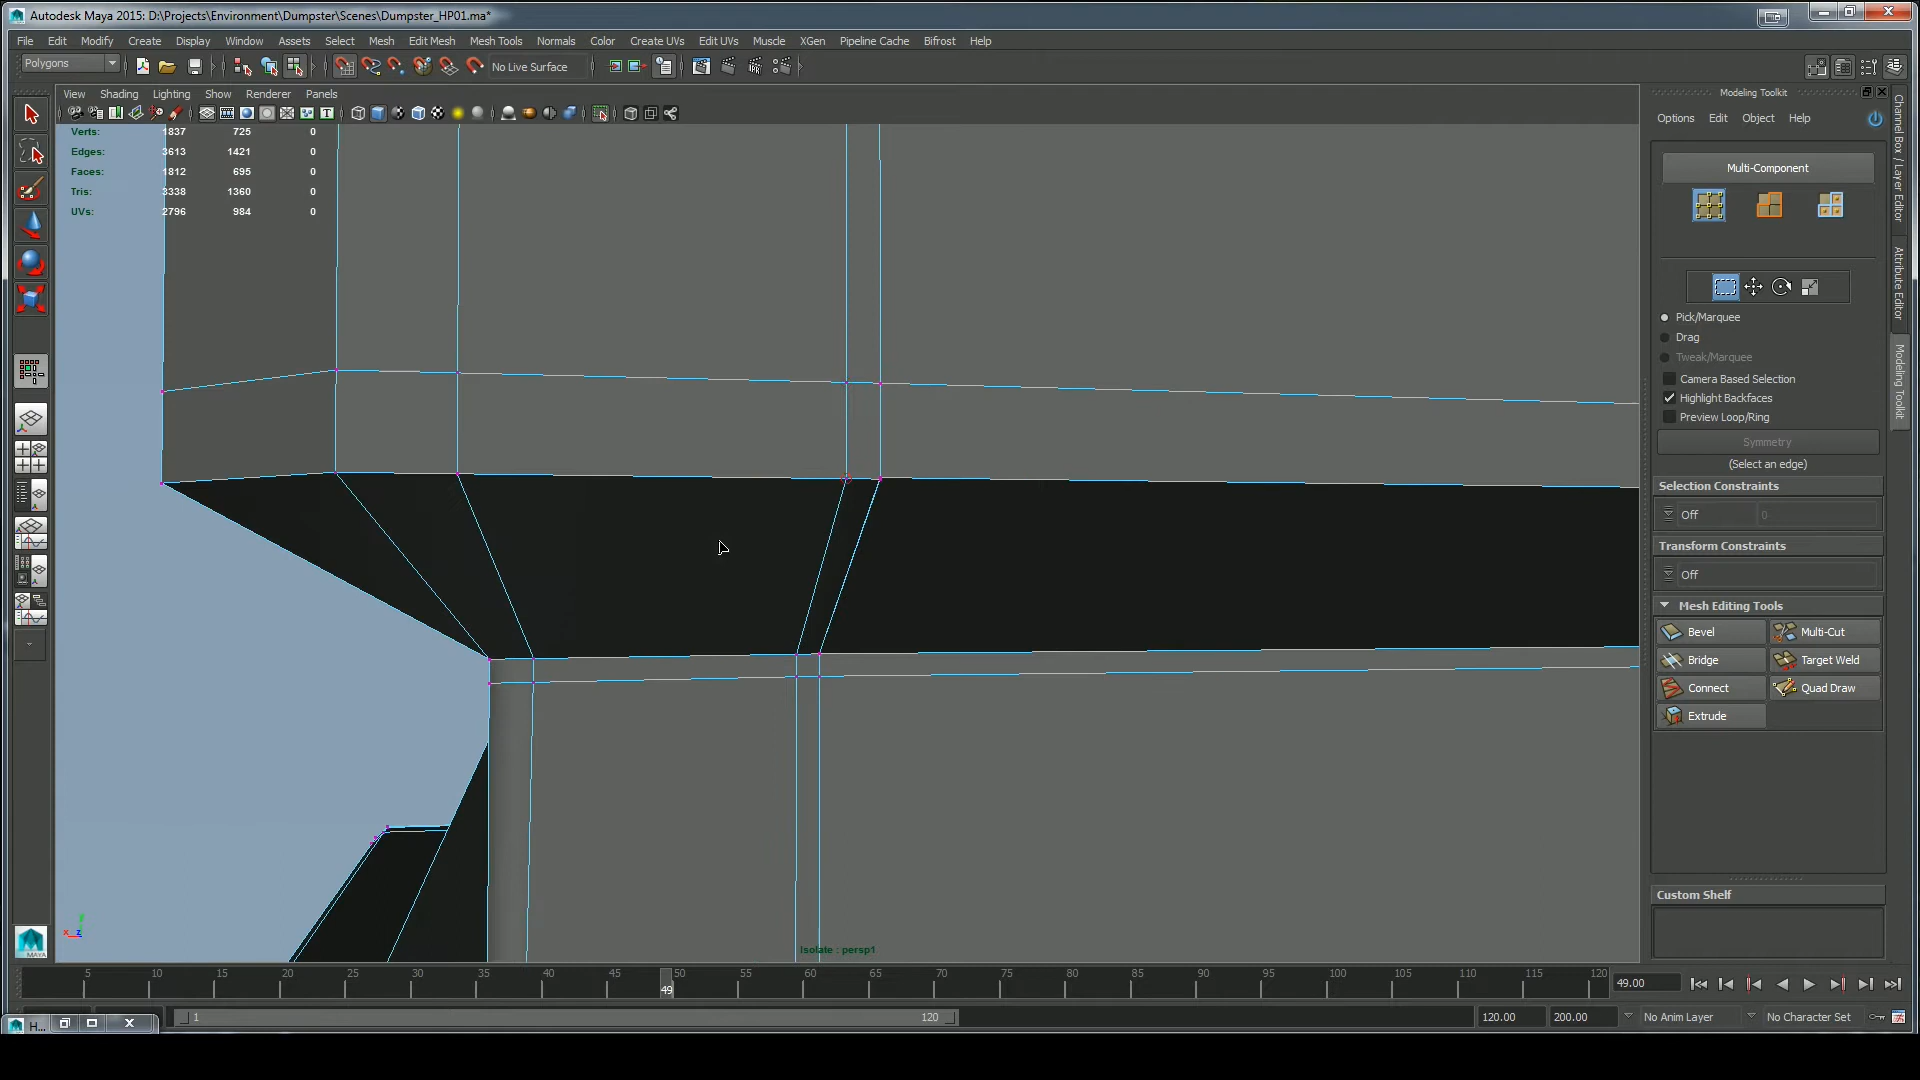 Autodesk Maya 2015: D:\Projects\Environment\Dumpster\Scenes\Dumpster_HP01.ma*
File Edit Modify Create Display Window Assets Select Mesh Edit Mesh Mesh Tools Normals Color Create UVs Edit UVs Muscle XGen Pipeline Cache Bifrost Help
Polygons No Live Surface
View Shading Lighting Show Renderer Panels
Verts: 1837 725 0
Edges: 3613 1421 0
Faces: 1812 695 0
Tris: 3338 1360 0
UVs: 2796 984 0
Isolate : persp1
Modeling Toolkit
Options Edit Object Help
Multi-Component
Pick/Marquee
Drag
Tweak/Marquee
Camera Based Selection
Highlight Backfaces
Preview Loop/Ring
Symmetry
(Select an edge)
Selection Constraints
Off 0
Transform Constraints
Off
Mesh Editing Tools
Bevel Multi-Cut
Bridge Target Weld
Connect Quad Draw
Extrude
Custom Shelf
Channel Box / Layer Editor
Attribute Editor
Modeling Toolkit
MAYA
5 10 15 20 25 30 35 40 45 50 55 60 65 70 75 80 85 90 95 100 105 110 115 120
49
49.00
H...
1 120
120.00 200.00 No Anim Layer No Character Set